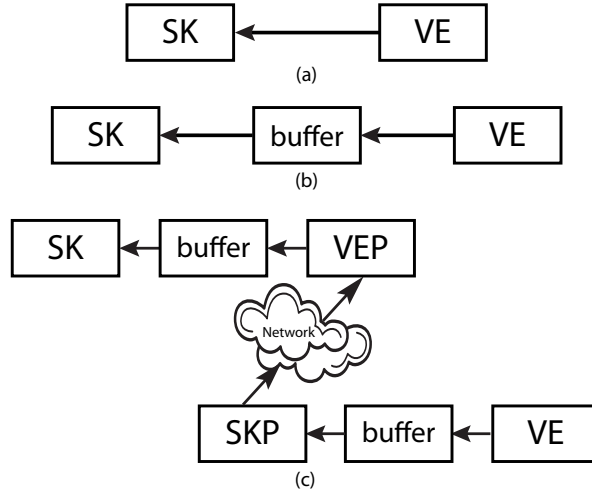 SK VE
(a)
SK buffer VE
(b)
SK buffer VEP
Network
SKP buffer VE
(c)